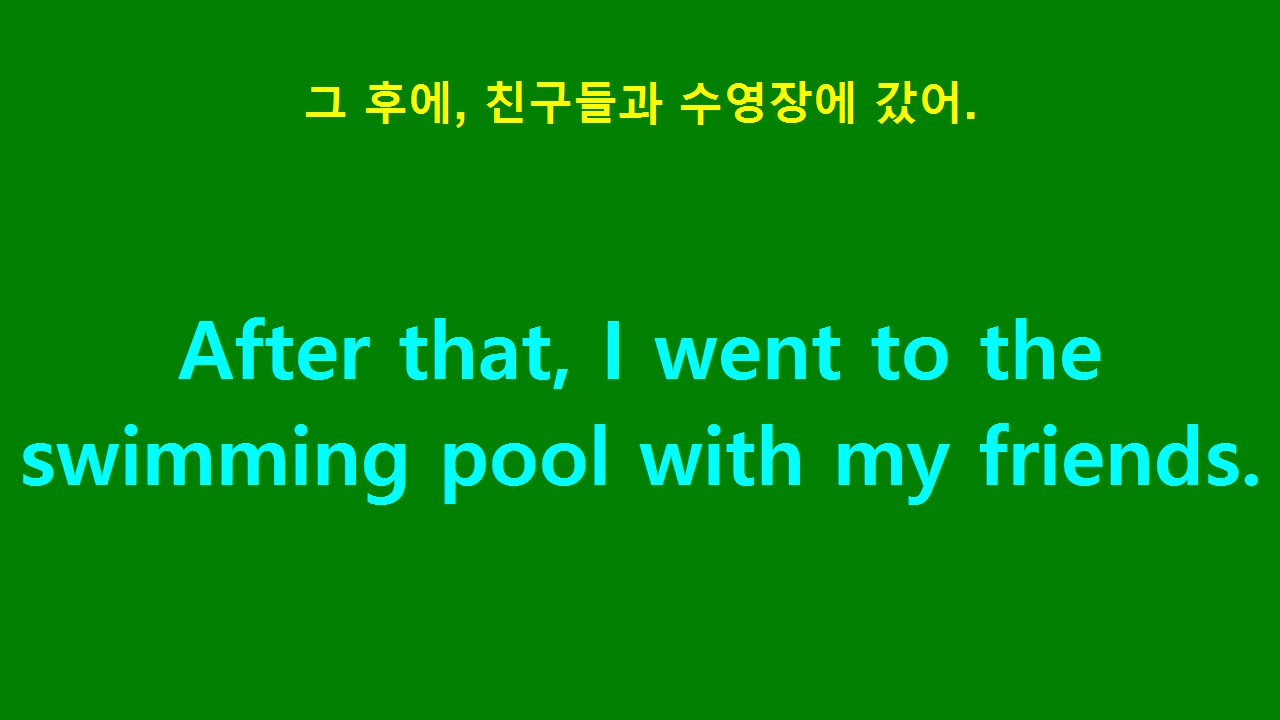 그 후에, 친구들과 수영장에 갔어.
After that, I went to the
swimming pool with my friends.